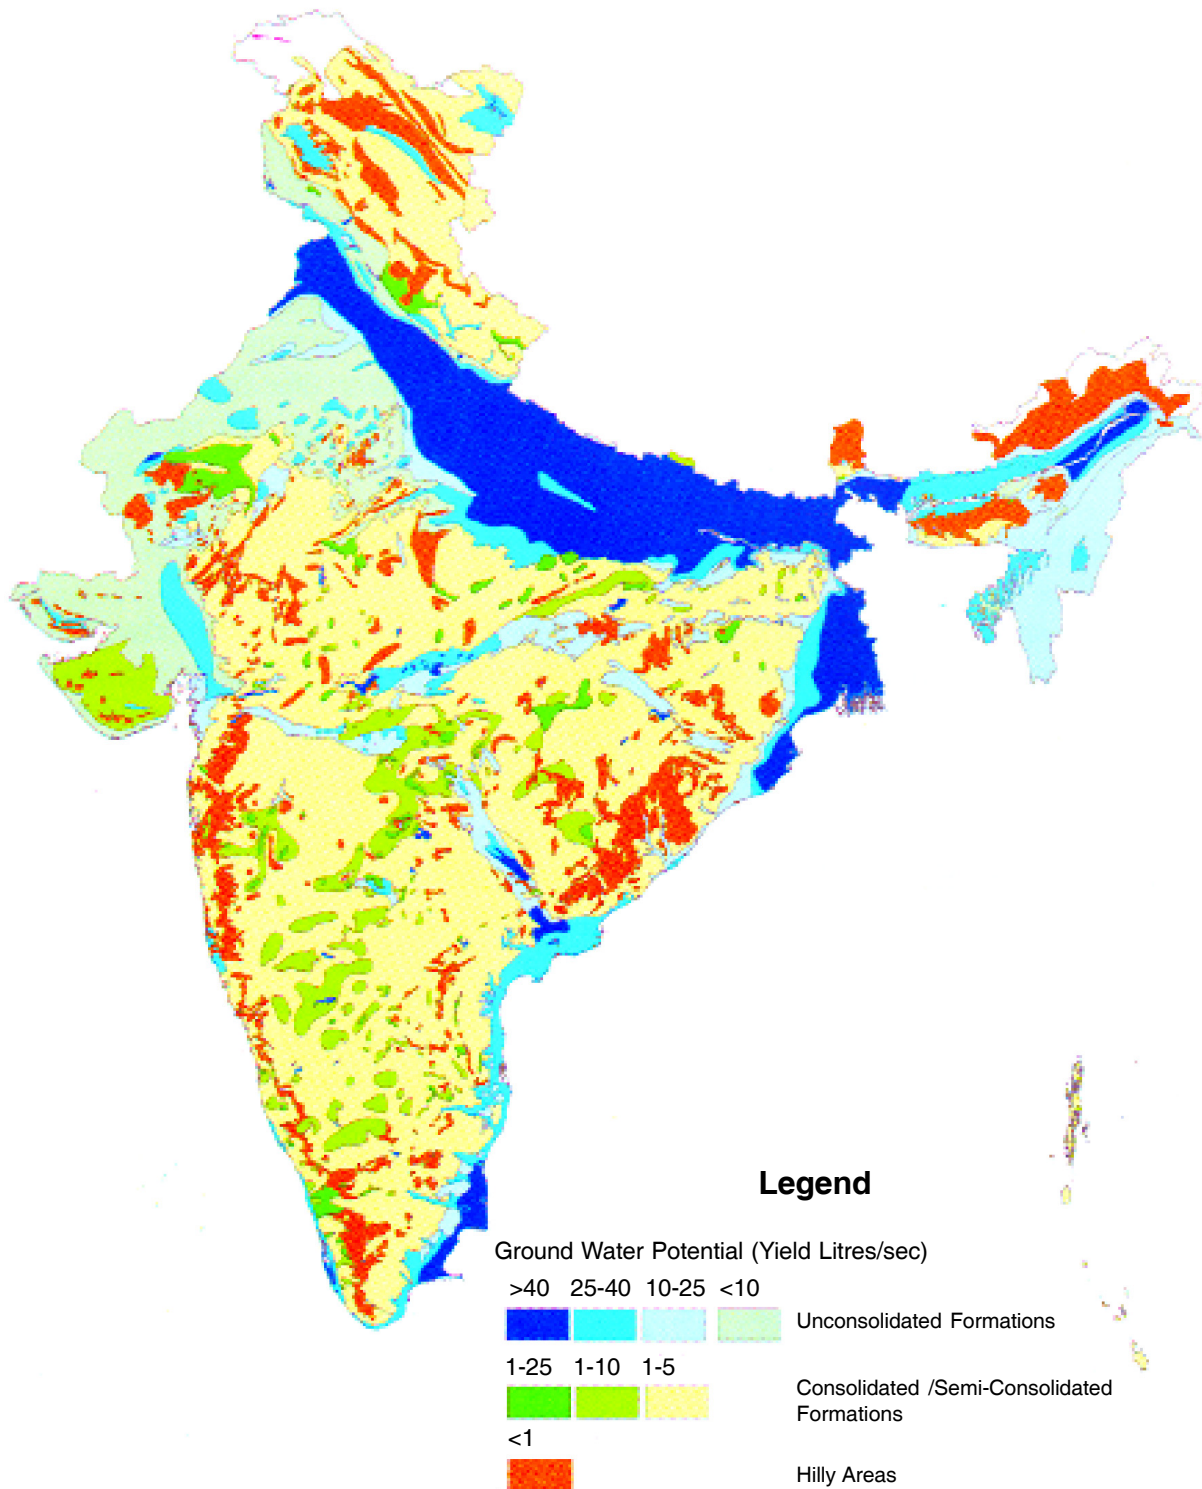 Legend
Ground Water Potential (Yield Litres/sec)
>40 25-40 10-25 <10
Unconsolidated Formations
1-25 1-10 1-5
Consolidated /Semi-Consolidated
Formations
<1
Hilly Areas